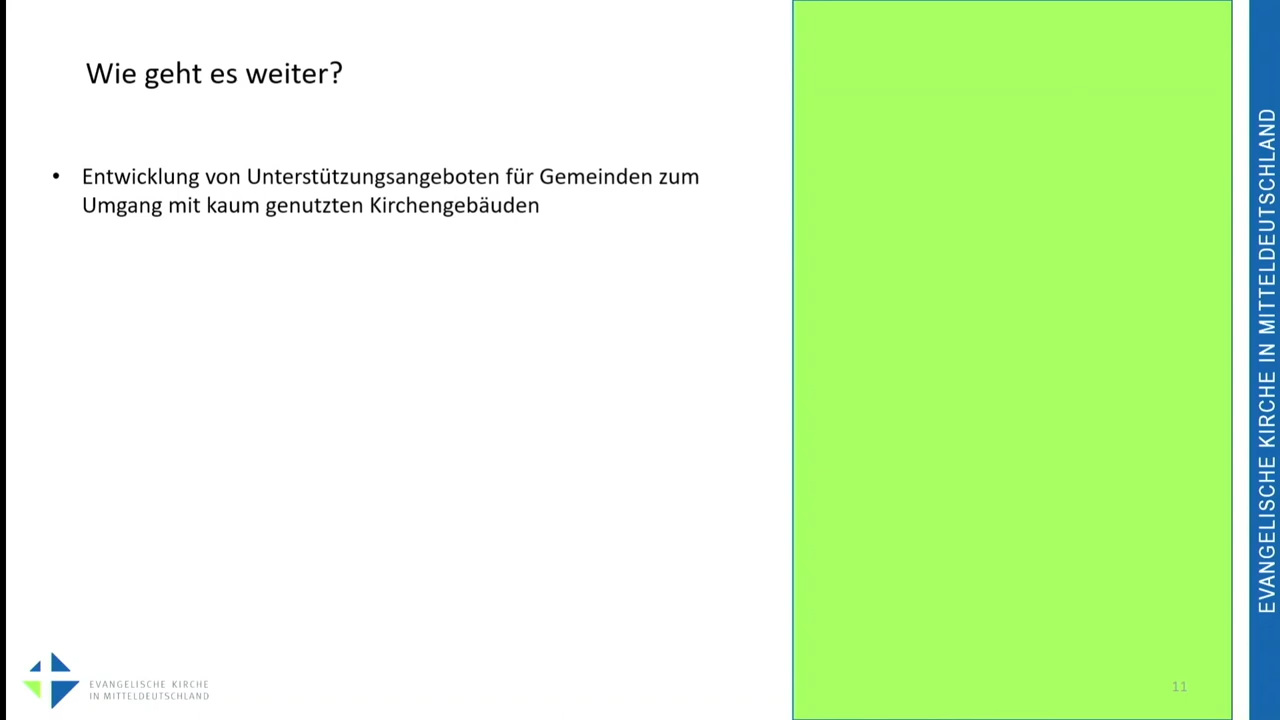 Wie geht es weiter?
• Entwicklung von Unterstützungsangeboten für Gemeinden zum
Umgang mit kaum genutzten Kirchengebäuden
EVANGELISCHE KIRCHE
IN MITTELDEUTSCHLAND
11
EVANGELISCHE KIRCHE IN MITTELDEUTSCHLAND